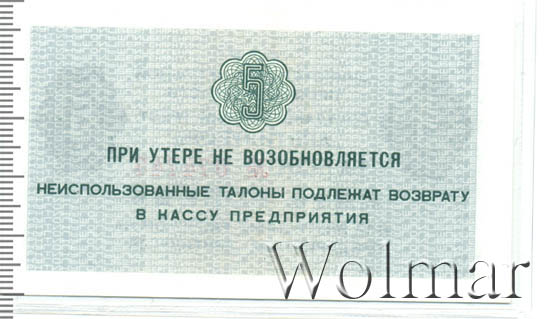 5
ПРИ УТЕРЕ НЕ ВОЗОБНОВЛЯЕТСЯ
НЕИСПОЛЬЗОВАННЫЕ ТАЛОНЫ ПОДЛЕЖАТ ВОЗВРАТУ
В КАССУ ПРЕДПРИЯТИЯ
Wolmar